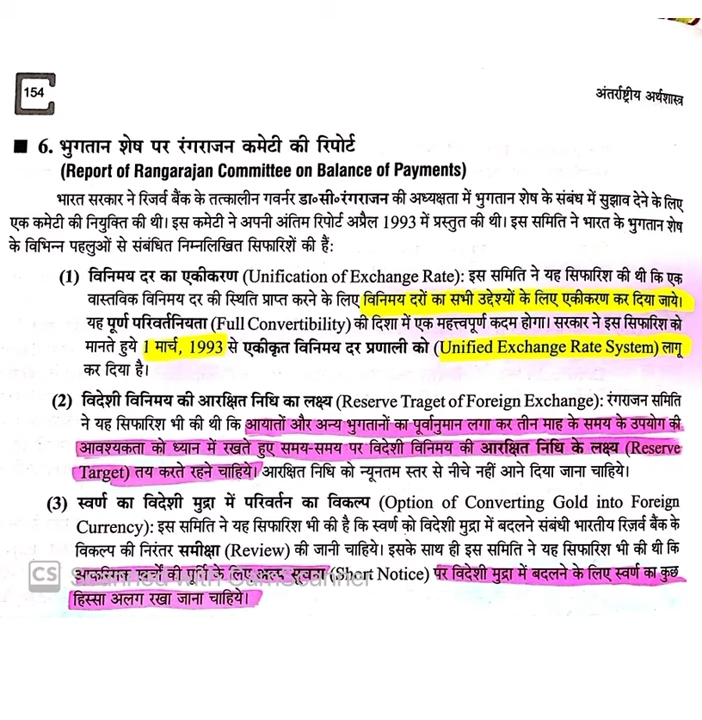 154
अंतर्राष्ट्रीय अर्थशास्त्र
■ 6. भुगतान शेष पर रंगराजन कमेटी की रिपोर्ट
(Report of Rangarajan Committee on Balance of Payments)
भारत सरकार ने रिजर्व बैंक के तत्कालीन गवर्नर डा॰सी॰रंगराजन की अध्यक्षता में भुगतान शेष के संबंध में सुझाव देने के लिए
एक कमेटी की नियुक्ति की थी। इस कमेटी ने अपनी अंतिम रिपोर्ट अप्रैल 1993 में प्रस्तुत की थी। इस समिति ने भारत के भुगतान शेष
के विभिन्न पहलुओं से संबंधित निम्नलिखित सिफारिशें की हैं:
(1) विनिमय दर का एकीकरण (Unification of Exchange Rate): इस समिति ने यह सिफारिश की थी कि एक
वास्तविक विनिमय दर की स्थिति प्राप्त करने के लिए विनिमय दरों का सभी उद्देश्यों के लिए एकीकरण कर दिया जाये।
यह पूर्ण परिवर्तनियता (Full Convertibility) की दिशा में एक महत्त्वपूर्ण कदम होगा। सरकार ने इस सिफारिश को
मानते हुये 1 मार्च, 1993 से एकीकृत विनिमय दर प्रणाली को (Unified Exchange Rate System) लागू
कर दिया है।
(2) विदेशी विनिमय की आरक्षित निधि का लक्ष्य (Reserve Traget of Foreign Exchange): रंगराजन समिति
ने यह सिफारिश भी की थी कि आयातों और अन्य भुगतानों का पूर्वानुमान लगा कर तीन माह के समय के उपयोग की
आवश्यकता को ध्यान में रखते हुए समय-समय पर विदेशी विनिमय की आरक्षित निधि के लक्ष्य (Reserve
Target) तय करते रहने चाहिये। आरक्षित निधि को न्यूनतम स्तर से नीचे नहीं आने दिया जाना चाहिये।
(3) स्वर्ण का विदेशी मुद्रा में परिवर्तन का विकल्प (Option of Converting Gold into Foreign
Currency): इस समिति ने यह सिफारिश भी की है कि स्वर्ण को विदेशी मुद्रा में बदलने संबंधी भारतीय रिजर्व बैंक के
विकल्प की निरंतर समीक्षा (Review) की जानी चाहिये। इसके साथ ही इस समिति ने यह सिफारिश भी की थी कि
आकस्मिक खर्चों की पूर्ति के लिए अल्प सूचना (Short Notice) पर विदेशी मुद्रा में बदलने के लिए स्वर्ण का कुछ
हिस्सा अलग रखा जाना चाहिये।
CS Scanned with CamScanner